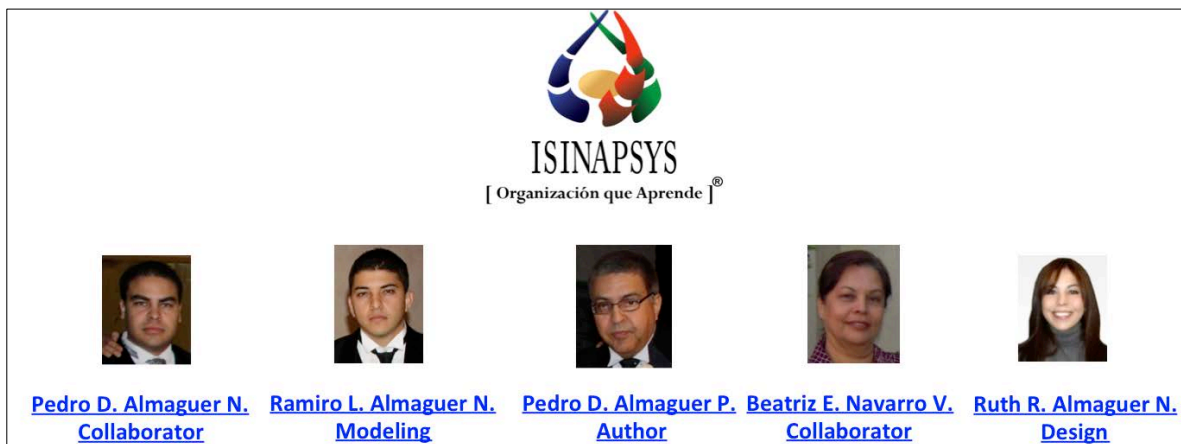 ISINAPSYS
[ Organización que Aprende ]®
Pedro D. Almaguer N.
Collaborator
Ramiro L. Almaguer N.
Modeling
Pedro D. Almaguer P.
Author
Beatriz E. Navarro V.
Collaborator
Ruth R. Almaguer N.
Design